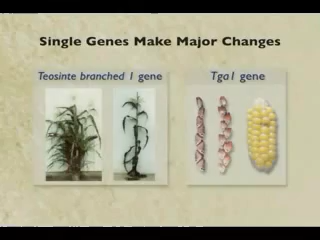 Single Genes Make Major Changes
Teosinte branched 1 gene
Tga1 gene